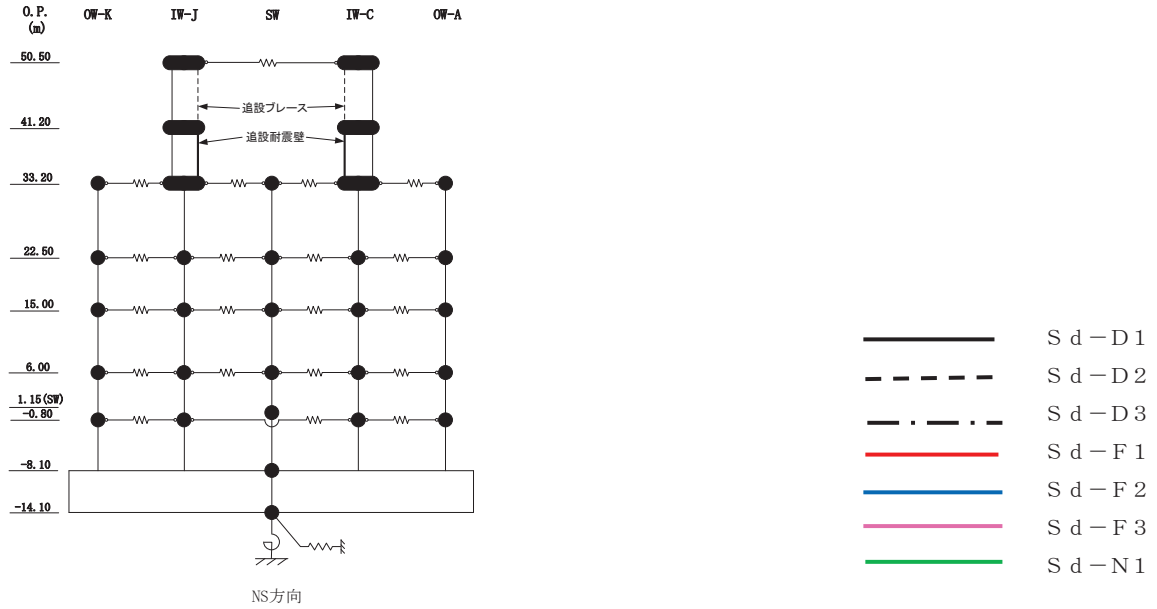 O.P. OW-K IW-J SW IW-C OW-A
(m)
50.50
追設ブレース
41.20
追設耐震壁
33.20
22.50
15.00
6.00
1.15(SW)
-0.80
-8.10
-14.10
NS方向
Sd-D1
Sd-D2
Sd-D3
Sd-F1
Sd-F2
Sd-F3
Sd-N1